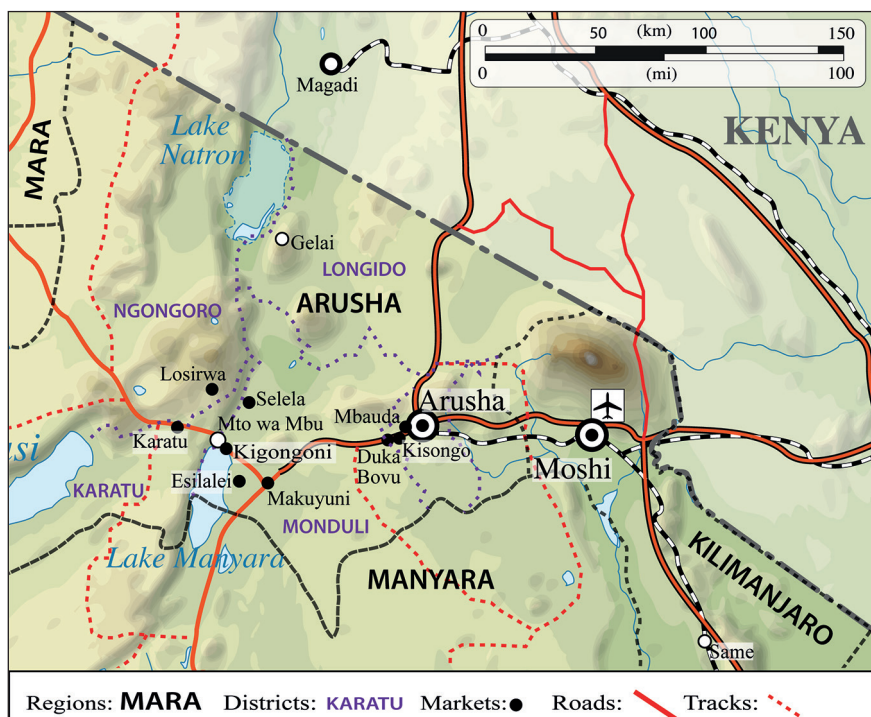 0 50 (km) 100 150
0 (mi) 100
Magadi
KENYA
MARA
Lake
Natron
Gelai
LONGIDO
ARUSHA
NGONGORO
Losirwa
Selela
Mbauda
Arusha
Karatu
Mto wa Mbu
Kigongoni
Duka
Bovu
Kisongo
Moshi
asi
KARATU
Esilalei
Makuyuni
MONDULI
Lake Manyara
MANYARA
KILIMANJARO
Same
Regions: MARA Districts: KARATU Markets: Roads: Tracks: